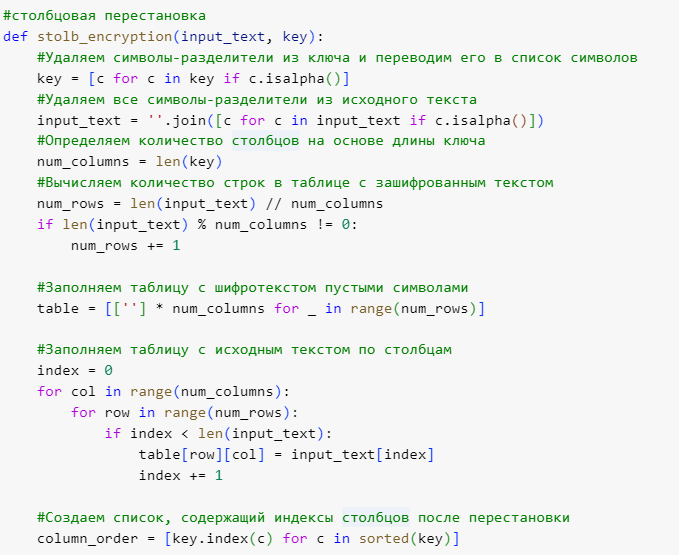 #столбцовая перестановка
def stolb_encryption(input_text, key):
    #Удаляем символы-разделители из ключа и переводим его в список символов
    key = [c for c in key if c.isalpha()]
    #Удаляем все символы-разделители из исходного текста
    input_text = ''.join([c for c in input_text if c.isalpha()])
    #Определяем количество столбцов на основе длины ключа
    num_columns = len(key)
    #Вычисляем количество строк в таблице с зашифрованным текстом
    num_rows = len(input_text) // num_columns
    if len(input_text) % num_columns != 0:
        num_rows += 1

    #Заполняем таблицу с шифротекстом пустыми символами
    table = [[''] * num_columns for _ in range(num_rows)]

    #Заполняем таблицу с исходным текстом по столбцам
    index = 0
    for col in range(num_columns):
        for row in range(num_rows):
            if index < len(input_text):
                table[row][col] = input_text[index]
                index += 1

    #Создаем список, содержащий индексы столбцов после перестановки
    column_order = [key.index(c) for c in sorted(key)]